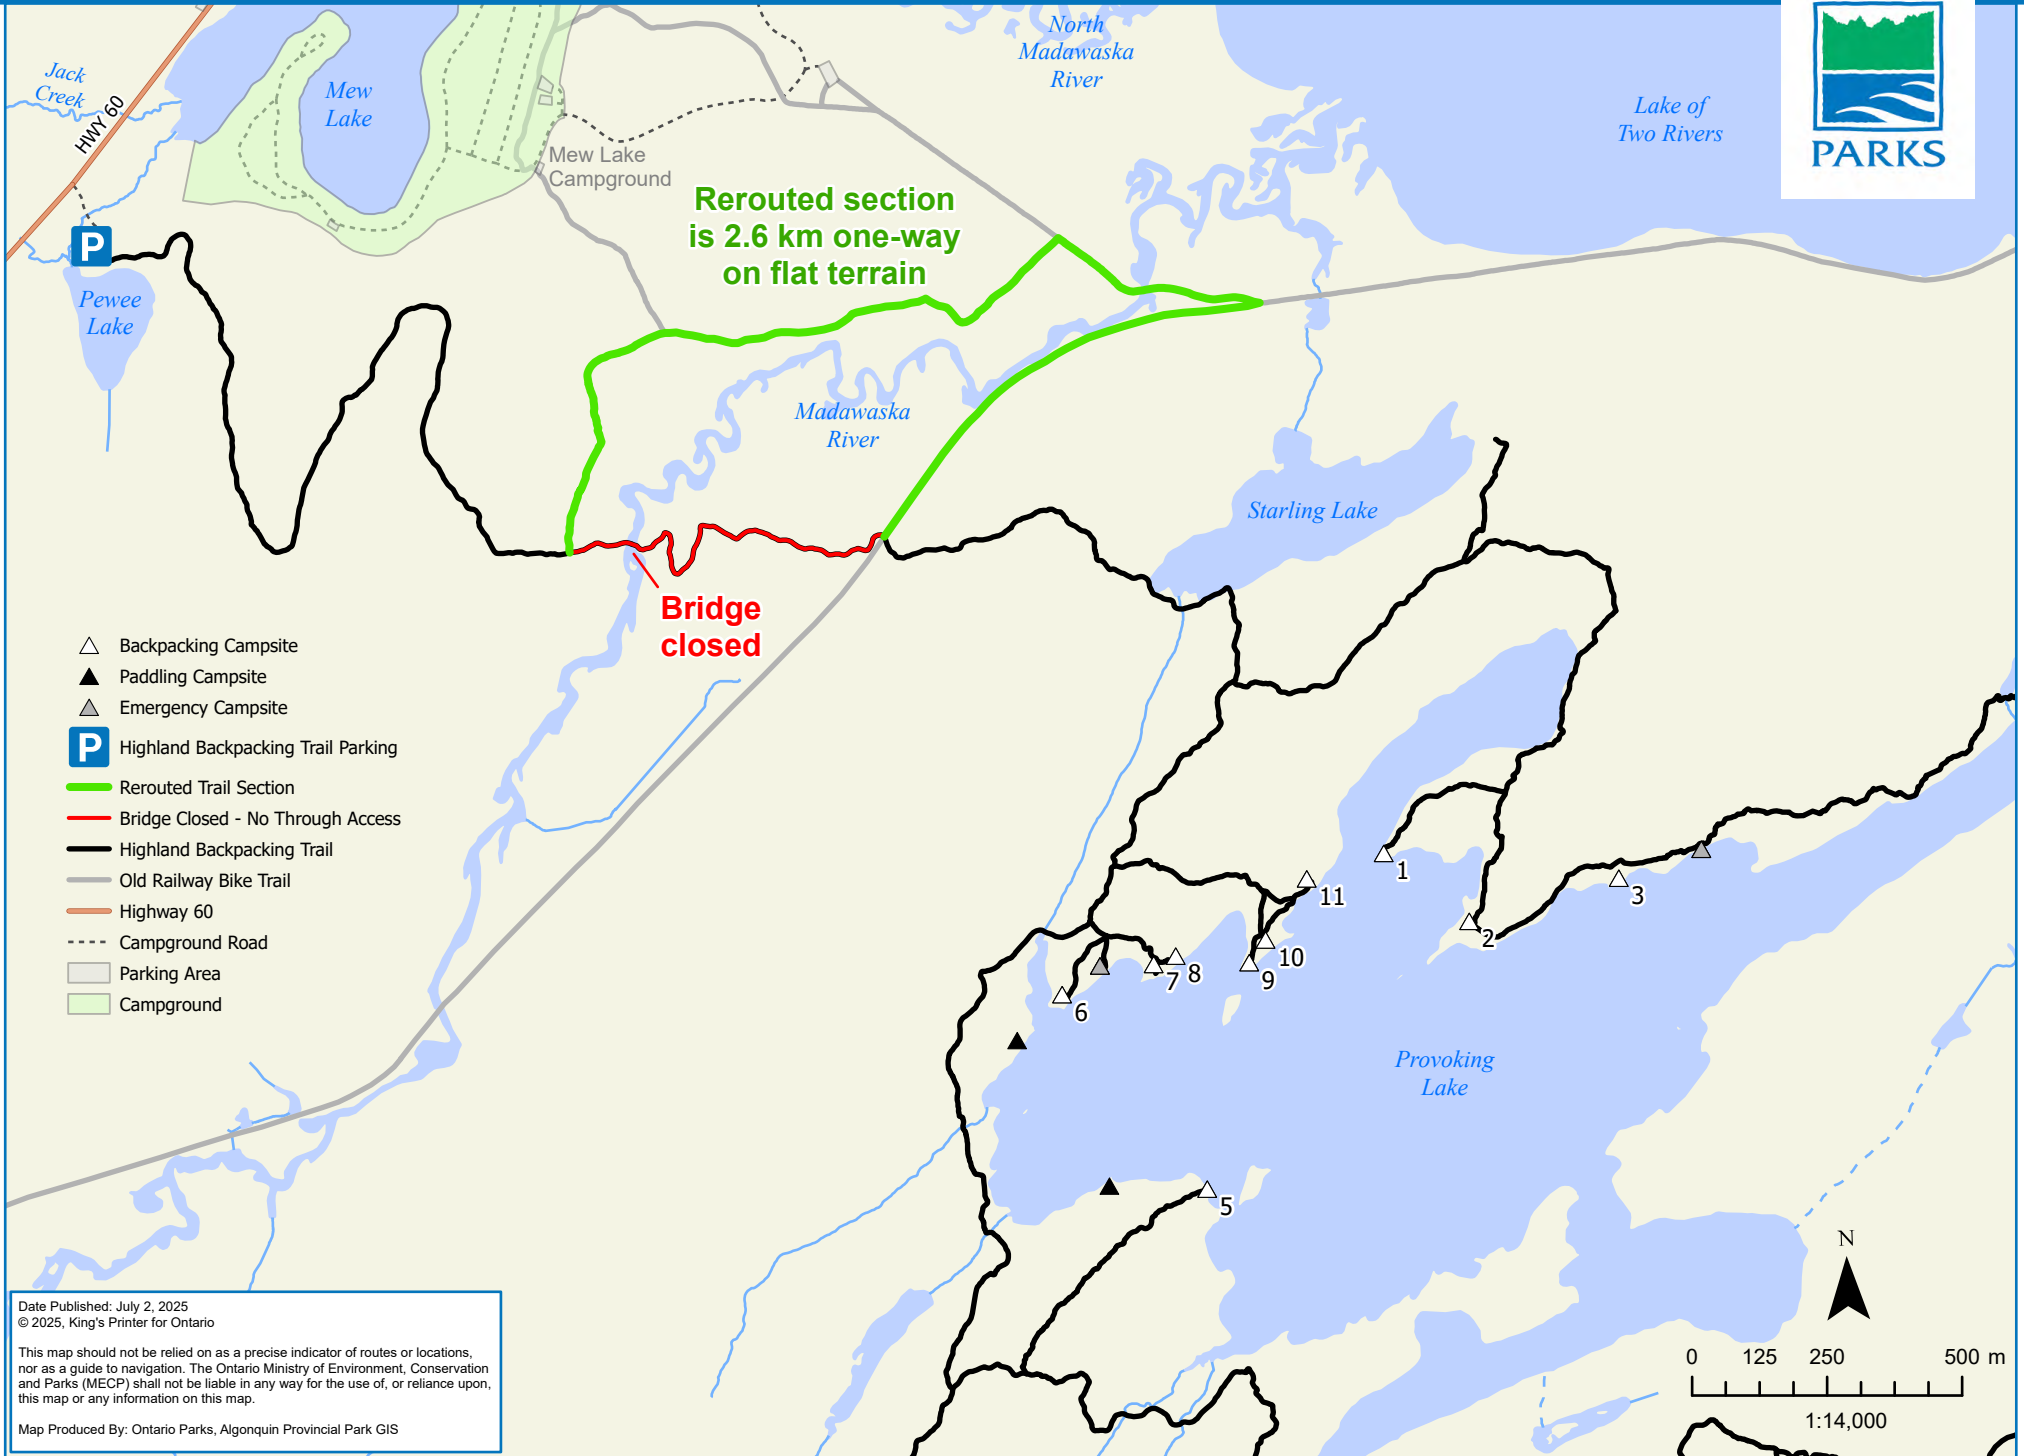 North
Madawaska
River
PARKS
Lake of
Two Rivers
Jack
Creek
HWY 60
Mew
Lake
Mew Lake
Campground
Rerouted section
is 2.6 km one-way
on flat terrain
P
Pewee
Lake
Madawaska
River
Starling Lake
Bridge
closed
Backpacking Campsite
Paddling Campsite
Emergency Campsite
P Highland Backpacking Trail Parking
Rerouted Trail Section
Bridge Closed - No Through Access
Highland Backpacking Trail
Old Railway Bike Trail
Highway 60
Campground Road
Parking Area
Campground
1
11
3
2
10
8
7
9
6
Provoking
Lake
5
N
0 125 250 500 m
1:14,000
Date Published: July 2, 2025
© 2025, King's Printer for Ontario
This map should not be relied on as a precise indicator of routes or locations,
nor as a guide to navigation. The Ontario Ministry of Environment, Conservation
and Parks (MECP) shall not be liable in any way for the use of, or reliance upon,
this map or any information on this map.
Map Produced By: Ontario Parks, Algonquin Provincial Park GIS